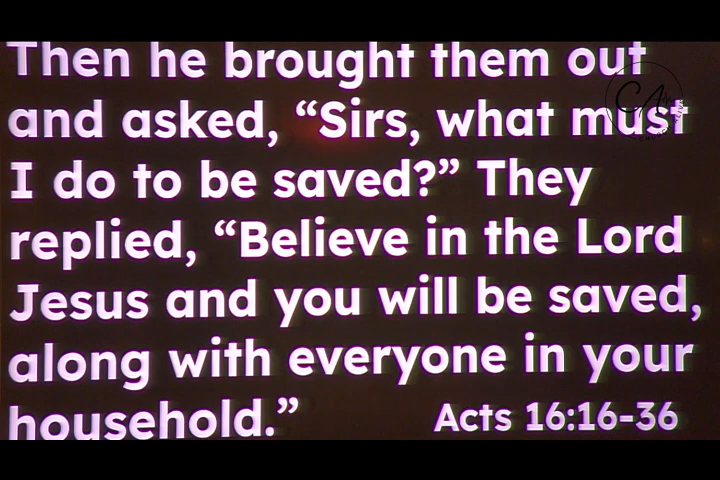 Then he brought them out
and asked, “Sirs, what must
I do to be saved?” They
replied, “Believe in the Lord
Jesus and you will be saved,
along with everyone in your
household.”
Acts 16:16-36
CA